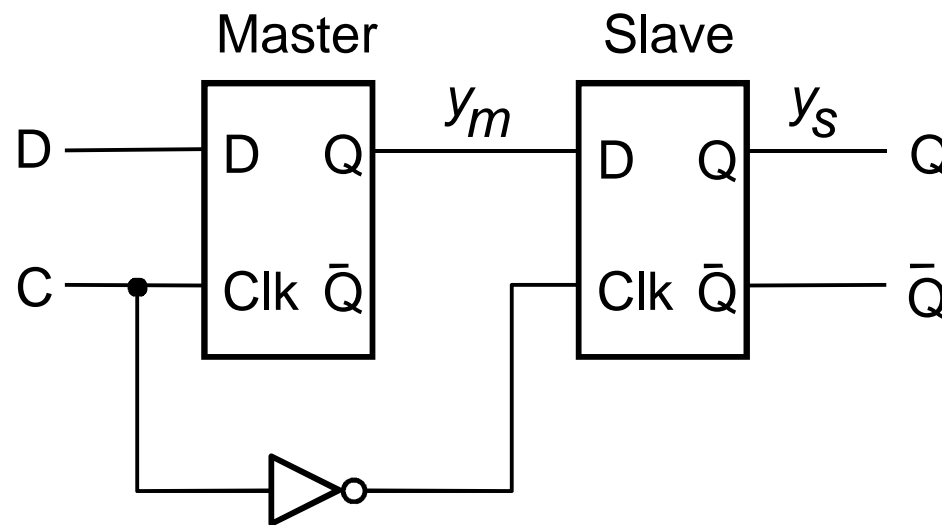 Master Slave
y_m y_s
D D Q D Q Q
C Clk Q̄ Clk Q̄ Q̄